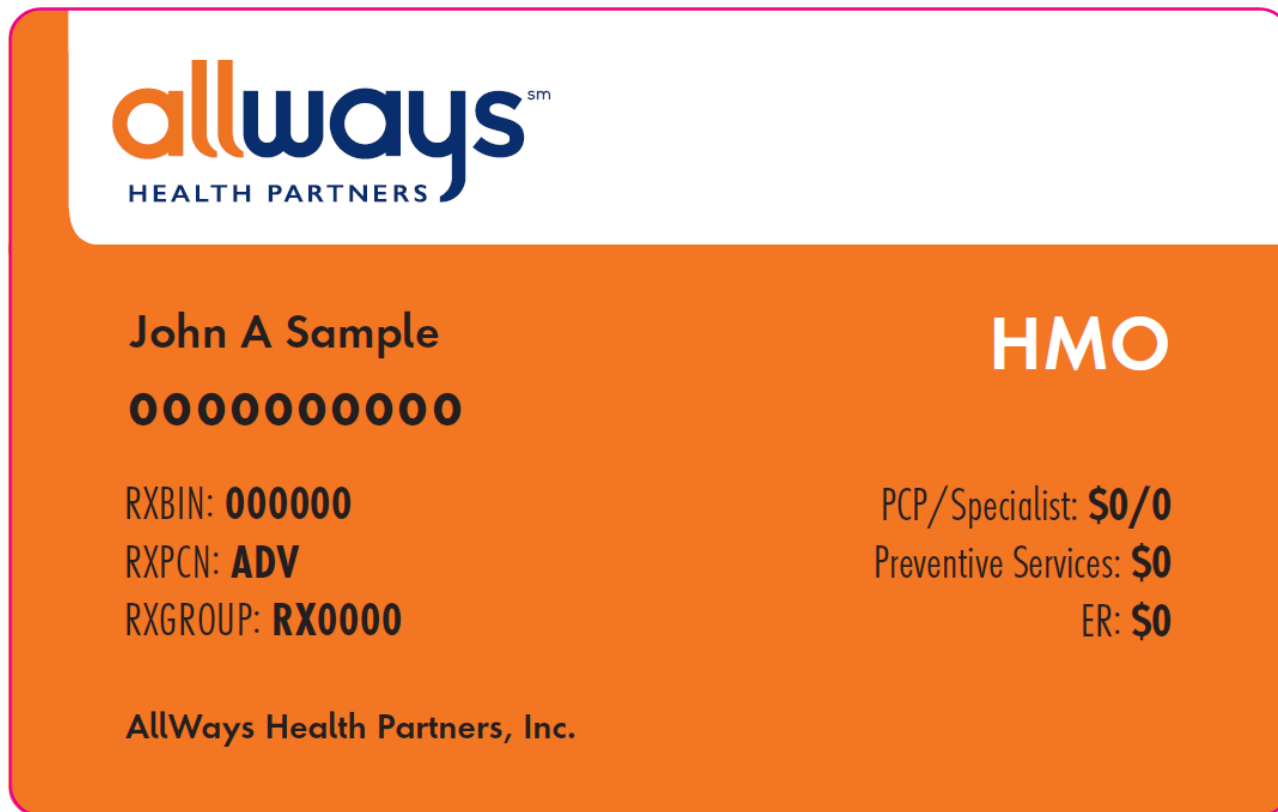 allways sm
HEALTH PARTNERS
John A Sample
HMO
0000000000
RXBIN: 000000
RXPCN: ADV
RXGROUP: RX0000
PCP/Specialist: $0/0
Preventive Services: $0
ER: $0
AllWays Health Partners, Inc.